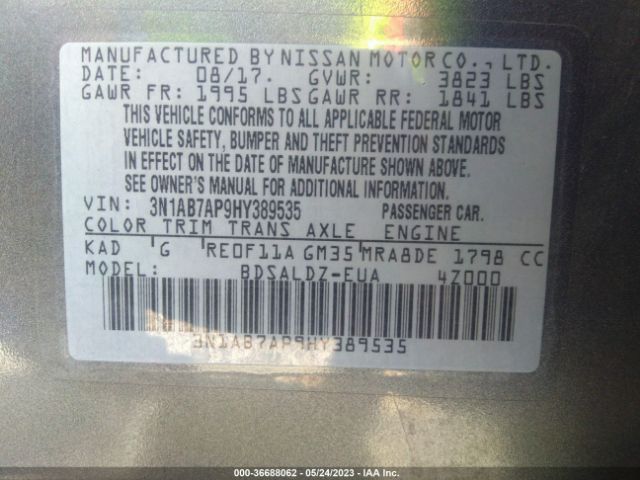 MANUFACTURED BY NISSAN MOTOR CO., LTD.
DATE: 08/17. GVWR: 3823 LBS
GAWR FR: 1995 LBS GAWR RR: 1841 LBS
THIS VEHICLE CONFORMS TO ALL APPLICABLE FEDERAL MOTOR
VEHICLE SAFETY, BUMPER AND THEFT PREVENTION STANDARDS
IN EFFECT ON THE DATE OF MANUFACTURE SHOWN ABOVE.
SEE OWNER'S MANUAL FOR ADDITIONAL INFORMATION.
VIN: 3N1AB7AP9HY389535 PASSENGER CAR.
COLOR TRIM TRANS AXLE ENGINE
KAD G RE0F11A GM35 MRA8DE 1798 CC
MODEL: BDSALDZ-EUA 4Z000
3N1AB7AP9HY389535
000-36688062 - 05/24/2023 - IAA Inc.